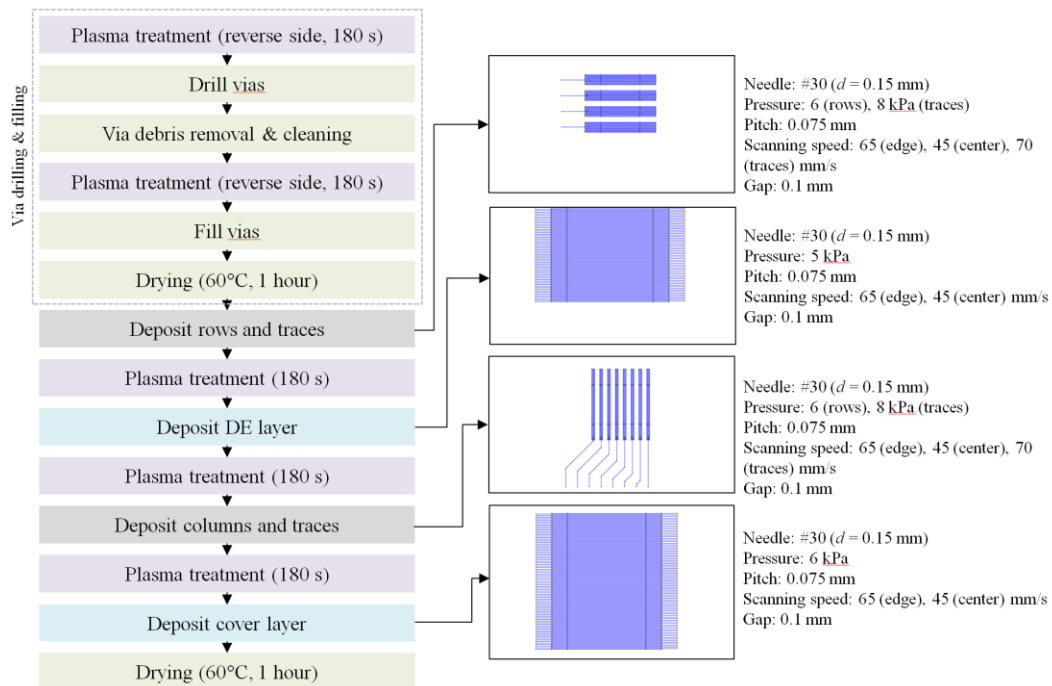 Via drilling & filling
Plasma treatment (reverse side, 180 s)
Drill vias
Via debris removal & cleaning
Plasma treatment (reverse side, 180 s)
Fill vias
Drying (60°C, 1 hour)
Deposit rows and traces
Plasma treatment (180 s)
Deposit DE layer
Plasma treatment (180 s)
Deposit columns and traces
Plasma treatment (180 s)
Deposit cover layer
Drying (60°C, 1 hour)
Needle: #30 (d = 0.15 mm)
Pressure: 6 (rows), 8 kPa (traces)
Pitch: 0.075 mm
Scanning speed: 65 (edge), 45 (center), 70
(traces) mm/s
Gap: 0.1 mm
Needle: #30 (d = 0.15 mm)
Pressure: 5 kPa
Pitch: 0.075 mm
Scanning speed: 65 (edge), 45 (center) mm/s
Gap: 0.1 mm
Needle: #30 (d = 0.15 mm)
Pressure: 6 (rows), 8 kPa (traces)
Pitch: 0.075 mm
Scanning speed: 65 (edge), 45 (center), 70
(traces) mm/s
Gap: 0.1 mm
Needle: #30 (d = 0.15 mm)
Pressure: 6 kPa
Pitch: 0.075 mm
Scanning speed: 65 (edge), 45 (center) mm/s
Gap: 0.1 mm